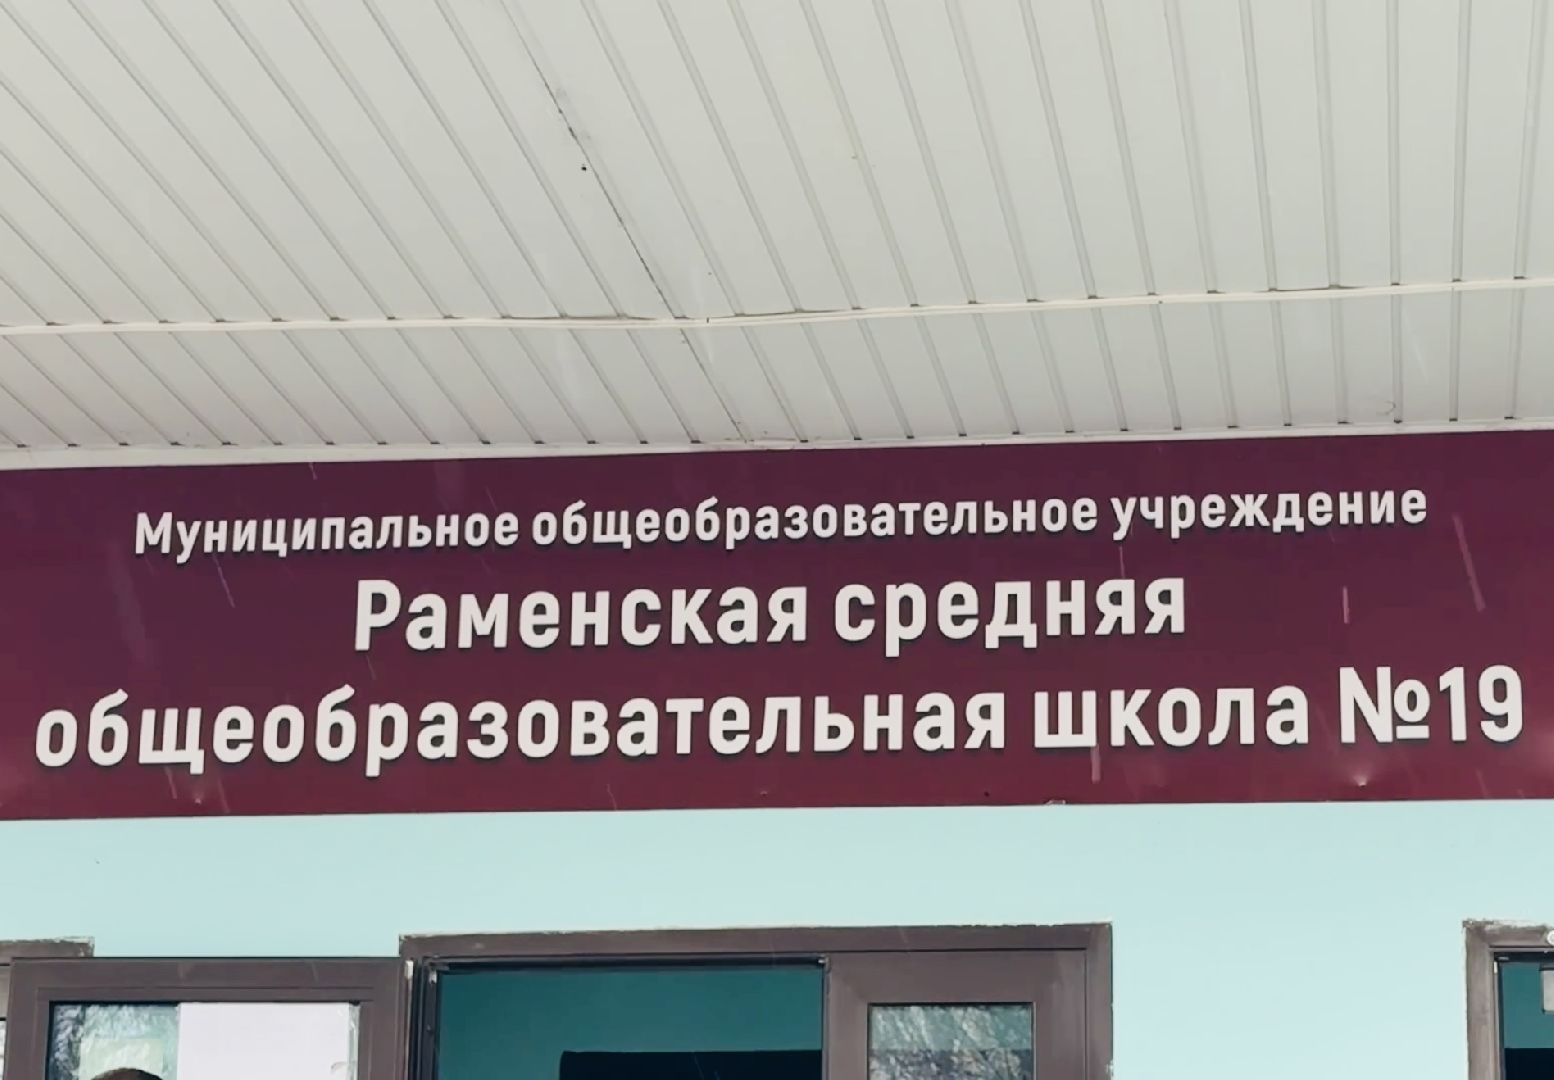 Муниципальное общеобразовательное учреждение
Раменская средняя
общеобразовательная школа №19